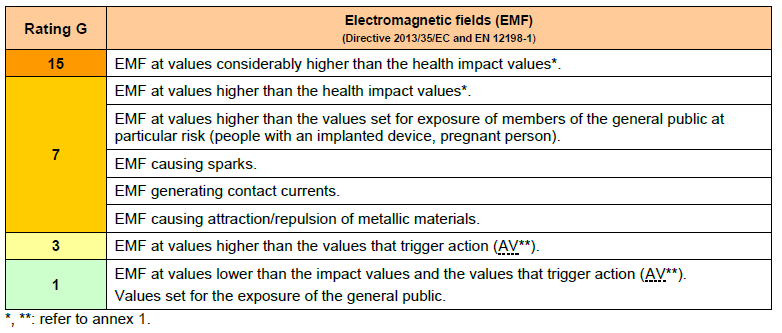 Rating G
Electromagnetic fields (EMF)
(Directive 2013/35/EC and EN 12198-1)
15
EMF at values considerably higher than the health impact values*.
7
EMF at values higher than the health impact values*.
EMF at values higher than the values set for exposure of members of the general public at
particular risk (people with an implanted device, pregnant person).
EMF causing sparks.
EMF generating contact currents.
EMF causing attraction/repulsion of metallic materials.
3
EMF at values higher than the values that trigger action (AV**).
1
EMF at values lower than the impact values and the values that trigger action (AV**).
Values set for the exposure of the general public.
*, **: refer to annex 1.